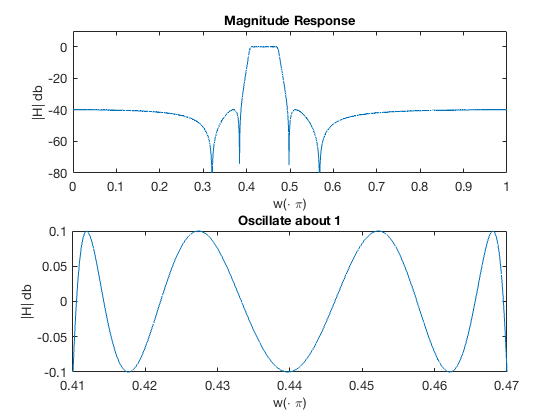 Magnitude Response
|H| db
0
-20
-40
-60
-80
0 0.1 0.2 0.3 0.4 0.5 0.6 0.7 0.8 0.9 1
w(· π)
Oscillate about 1
|H| db
0.1
0.05
0
-0.05
-0.1
0.41 0.42 0.43 0.44 0.45 0.46 0.47
w(· π)